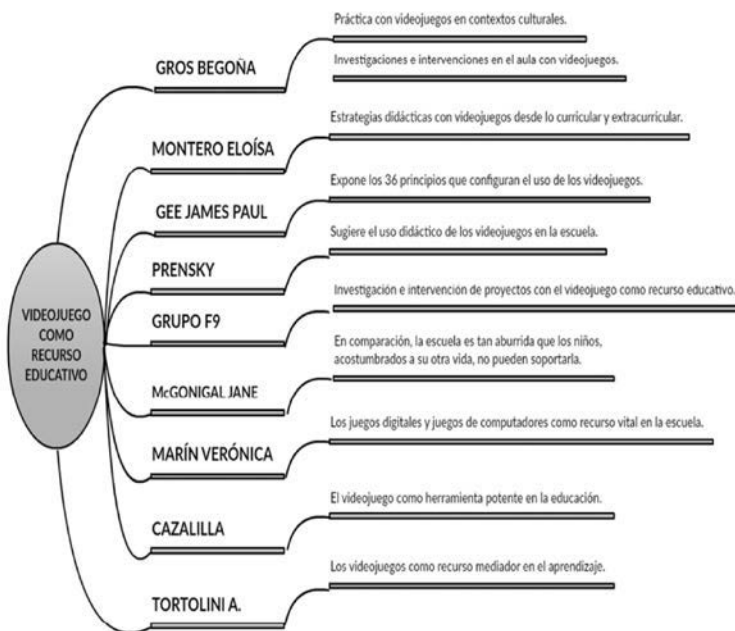 VIDEOJUEGO
COMO
RECURSO
EDUCATIVO
GROS BEGOÑA
Práctica con videojuegos en contextos culturales.
Investigaciones e intervenciones en el aula con videojuegos.
MONTERO ELOÍSA
Estrategias didácticas con videojuegos desde lo curricular y extracurricular.
GEE JAMES PAUL
Expone los 36 principios que configuran el uso de los videojuegos.
PRENSKY
Sugiere el uso didáctico de los videojuegos en la escuela.
GRUPO F9
Investigación e intervención de proyectos con el videojuego como recurso educativo.
McGONIGAL JANE
En comparación, la escuela es tan aburrida que los niños,
acostumbrados a su otra vida, no pueden soportarla.
MARÍN VERÓNICA
Los juegos digitales y juegos de computadores como recurso vital en la escuela.
CAZALILLA
El videojuego como herramienta potente en la educación.
TORTOLINI A.
Los videojuegos como recurso mediador en el aprendizaje.